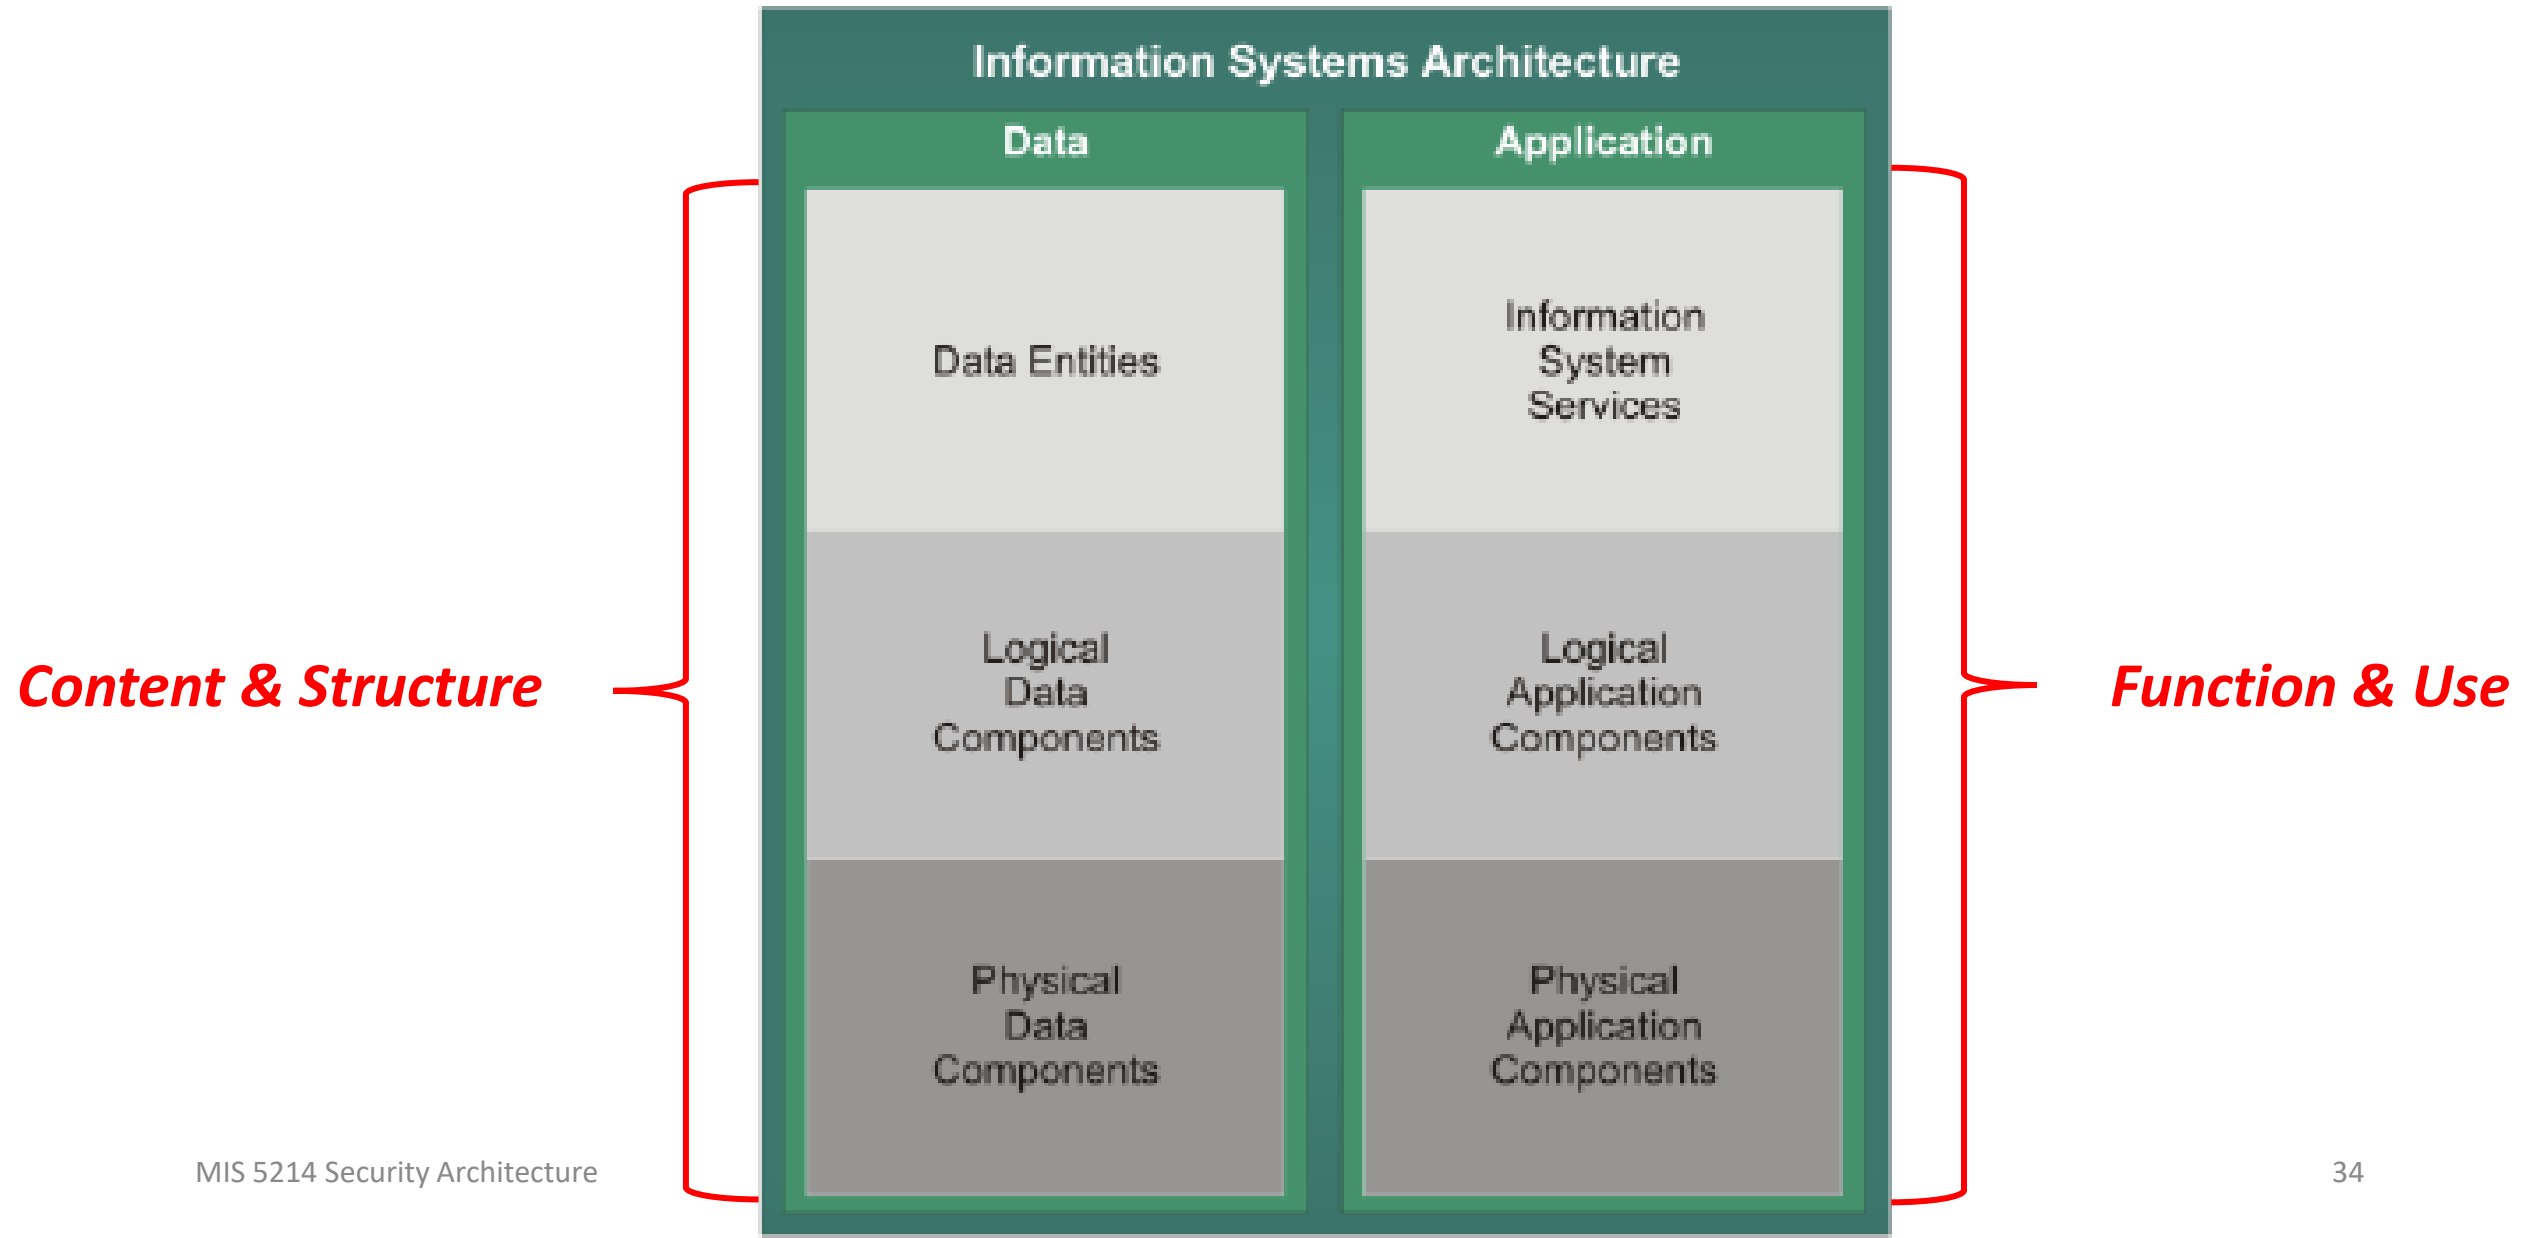 Information Systems Architecture
Data
Application
Data Entities
Information
System
Services
Logical
Data
Components
Logical
Application
Components
Physical
Data
Components
Physical
Application
Components
Content & Structure
Function & Use
MIS 5214 Security Architecture
34